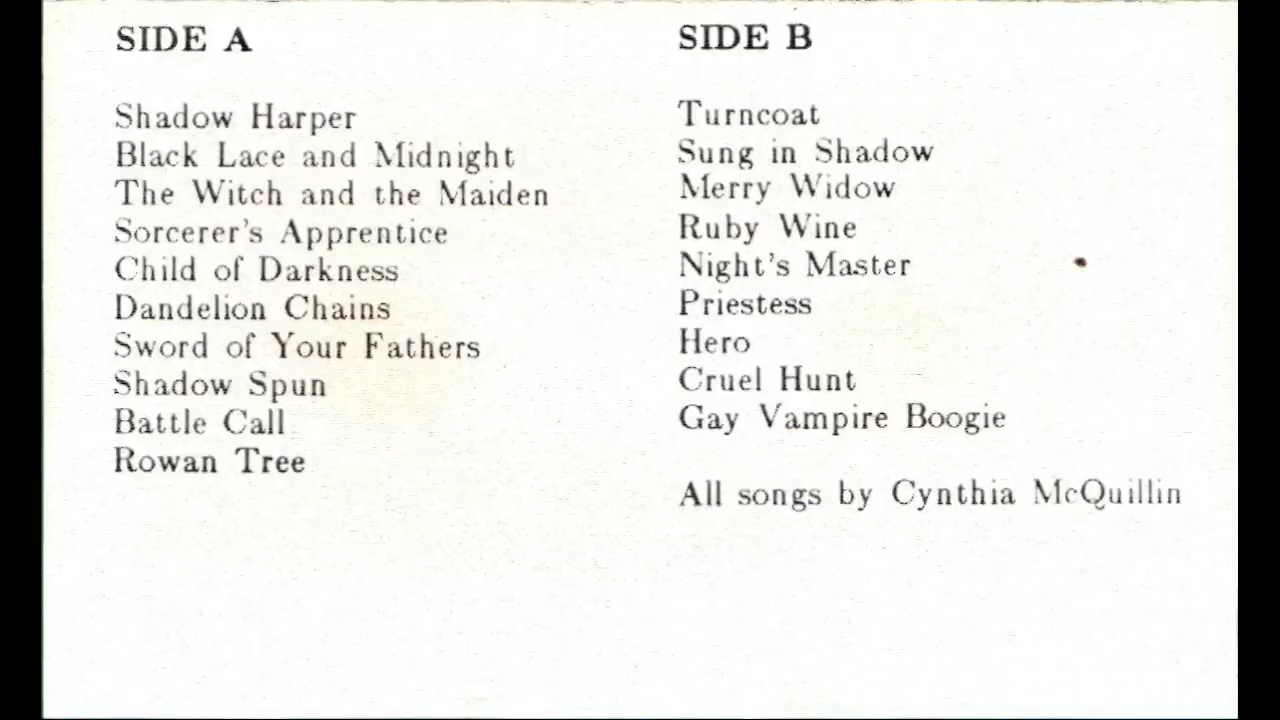 SIDE A
Shadow Harper
Black Lace and Midnight
The Witch and the Maiden
Sorcerer's Apprentice
Child of Darkness
Dandelion Chains
Sword of Your Fathers
Shadow Spun
Battle Call
Rowan Tree
SIDE B
Turncoat
Sung in Shadow
Merry Widow
Ruby Wine
Night's Master
Priestess
Hero
Cruel Hunt
Gay Vampire Boogie
All songs by Cynthia McQuillin